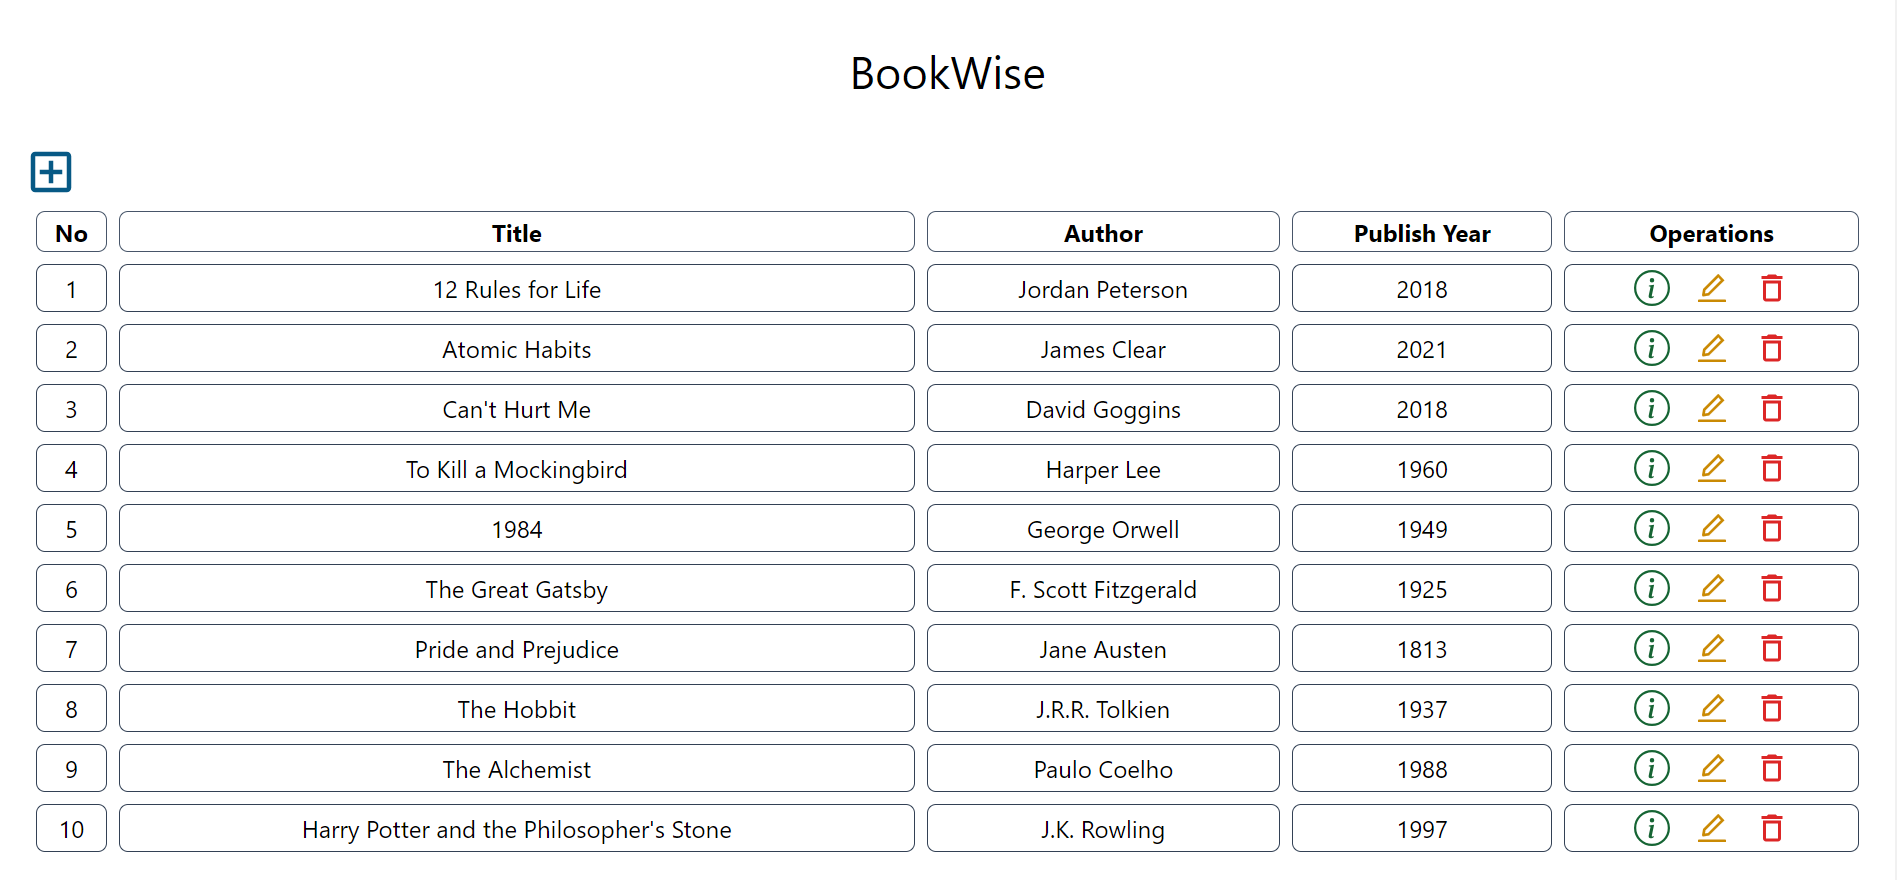 BookWise
No Title Author Publish Year Operations
1 12 Rules for Life Jordan Peterson 2018
2 Atomic Habits James Clear 2021
3 Can't Hurt Me David Goggins 2018
4 To Kill a Mockingbird Harper Lee 1960
5 1984 George Orwell 1949
6 The Great Gatsby F. Scott Fitzgerald 1925
7 Pride and Prejudice Jane Austen 1813
8 The Hobbit J.R.R. Tolkien 1937
9 The Alchemist Paulo Coelho 1988
10 Harry Potter and the Philosopher's Stone J.K. Rowling 1997